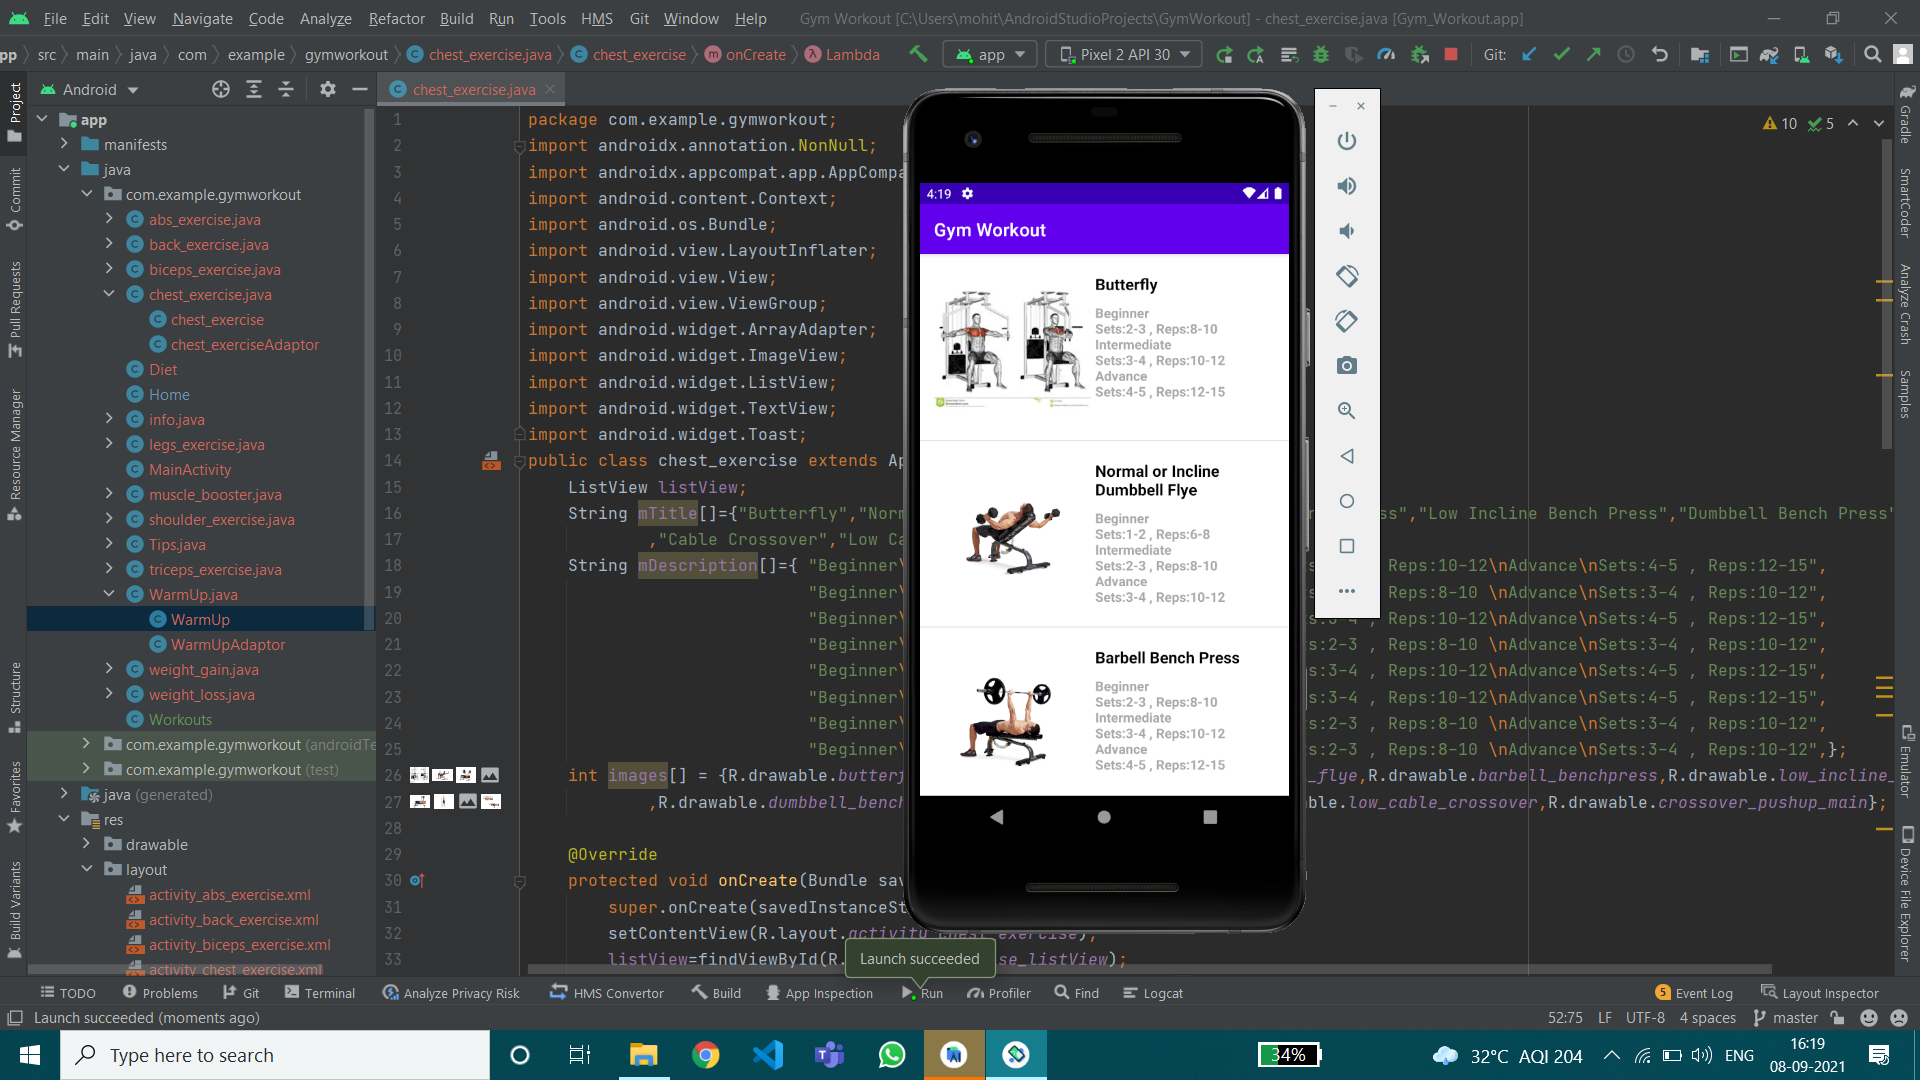 File Edit View Navigate Code Analyze Refactor Build Run Tools HMS Git Window Help Gym Workout [C:\Users\mohit\AndroidStudioProjects\GymWorkout] - chest_exercise.java [Gym_Workout.app]
pp src main java com example gymworkout chest_exercise.java chest_exercise onCreate Lambda app Pixel 2 API 30 Git:
Android
chest_exercise.java
Project
Commit
Pull Requests
Resource Manager
Structure
Favorites
Build Variants
app
manifests
java
com.example.gymworkout
abs_exercise.java
back_exercise.java
biceps_exercise.java
chest_exercise.java
chest_exercise
chest_exerciseAdaptor
Diet
Home
info.java
legs_exercise.java
MainActivity
muscle_booster.java
shoulder_exercise.java
Tips.java
triceps_exercise.java
WarmUp.java
WarmUp
WarmUpAdaptor
weight_gain.java
weight_loss.java
Workouts
com.example.gymworkout (androidTe
com.example.gymworkout (test)
java (generated)
res
drawable
layout
activity_abs_exercise.xml
activity_back_exercise.xml
activity_biceps_exercise.xml
activity_chest_exercise.xml
10 5
1 package com.example.gymworkout;
2 import androidx.annotation.NonNull;
3 import androidx.appcompat.app.AppCompa
4 import android.content.Context;
5 import android.os.Bundle;
6 import android.view.LayoutInflater;
7 import android.view.View;
8 import android.view.ViewGroup;
9 import android.widget.ArrayAdapter;
10 import android.widget.ImageView;
11 import android.widget.ListView;
12 import android.widget.TextView;
13 import android.widget.Toast;
14 public class chest_exercise extends Ap
15 ListView listView;
16 String mTitle[]={"Butterfly","Norm ss","Low Incline Bench Press","Dumbbell Bench Press"
17 ,"Cable Crossover","Low Ca
18 String mDescription[]={ "Beginner\ Reps:10-12\nAdvance\nSets:4-5 , Reps:12-15",
19 "Beginner\ Reps:8-10 \nAdvance\nSets:3-4 , Reps:10-12",
20 "Beginner\ Reps:10-12\nAdvance\nSets:4-5 , Reps:12-15",
21 "Beginner\ s:2-3 , Reps:8-10 \nAdvance\nSets:3-4 , Reps:10-12",
22 "Beginner\ s:3-4 , Reps:10-12\nAdvance\nSets:4-5 , Reps:12-15",
23 "Beginner\ s:3-4 , Reps:10-12\nAdvance\nSets:4-5 , Reps:12-15",
24 "Beginner\ s:2-3 , Reps:8-10 \nAdvance\nSets:3-4 , Reps:10-12",
25 "Beginner\ s:2-3 , Reps:8-10 \nAdvance\nSets:3-4 , Reps:10-12",};
26 int images[] = {R.drawable.butterf _flye,R.drawable.barbell_benchpress,R.drawable.low_incline_
27 ,R.drawable.dumbbell_bench ble.low_cable_crossover,R.drawable.crossover_pushup_main};
28
29 @Override
30 protected void onCreate(Bundle sav
31 super.onCreate(savedInstanceSt
32 setContentView(R.layout.activity_chest_exercise);
33 listView=findViewById(R. se_listView);
4:19
Gym Workout
Butterfly
Beginner
Sets:2-3 , Reps:8-10
Intermediate
Sets:3-4 , Reps:10-12
Advance
Sets:4-5 , Reps:12-15
Normal or Incline
Dumbbell Flye
Beginner
Sets:1-2 , Reps:6-8
Intermediate
Sets:2-3 , Reps:8-10
Advance
Sets:3-4 , Reps:10-12
Barbell Bench Press
Beginner
Sets:2-3 , Reps:8-10
Intermediate
Sets:3-4 , Reps:10-12
Advance
Sets:4-5 , Reps:12-15
Launch succeeded
Gradle
SmartCoder
Analyze Crash
Samples
Emulator
Device File Explorer
TODO Problems Git Terminal Analyze Privacy Risk HMS Convertor Build App Inspection Run Profiler Find Logcat 5 Event Log Layout Inspector
Launch succeeded (moments ago) 52:75 LF UTF-8 4 spaces master
Type here to search 34% 32°C AQI 204 ENG 16:19
08-09-2021